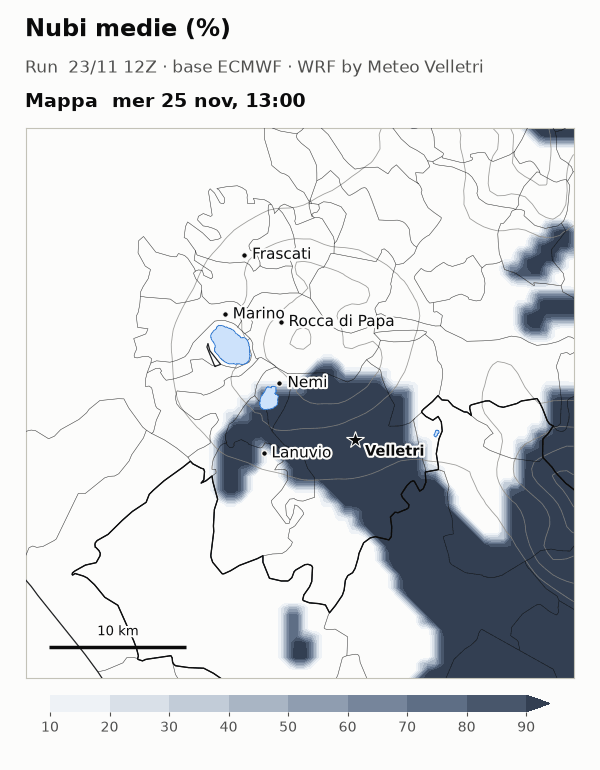 Nubi medie (%)
Run  23/11 12Z · base ECMWF · WRF by Meteo Velletri
Mappa  mer 25 nov, 13:00
Frascati
Marino
Rocca di Papa
Nemi
Velletri
Lanuvio
10 km
10 20 30 40 50 60 70 80 90